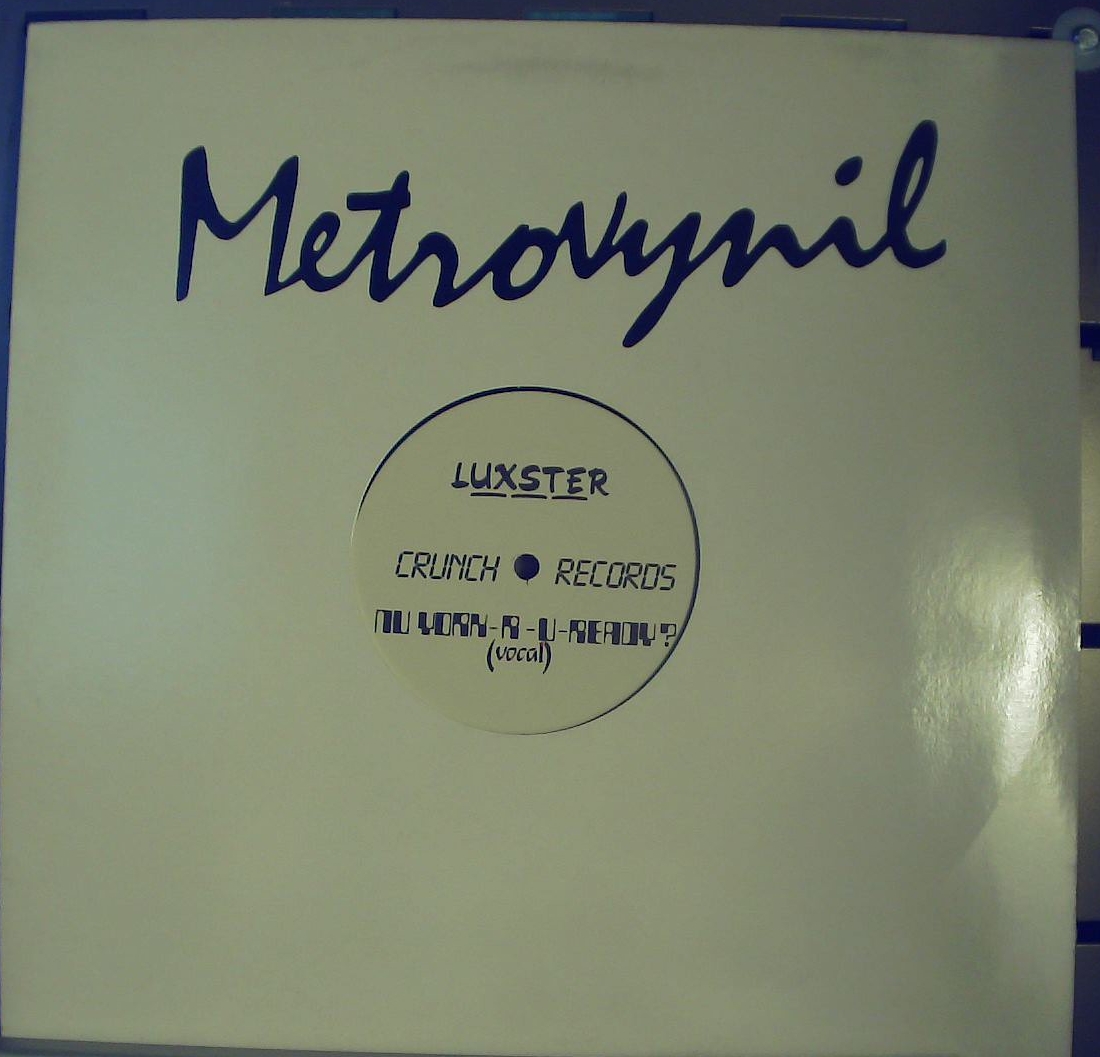 Metrovynil
LUXSTER
CRUNCH RECORDS
NU YORK-R-U-READY?
(vocal)